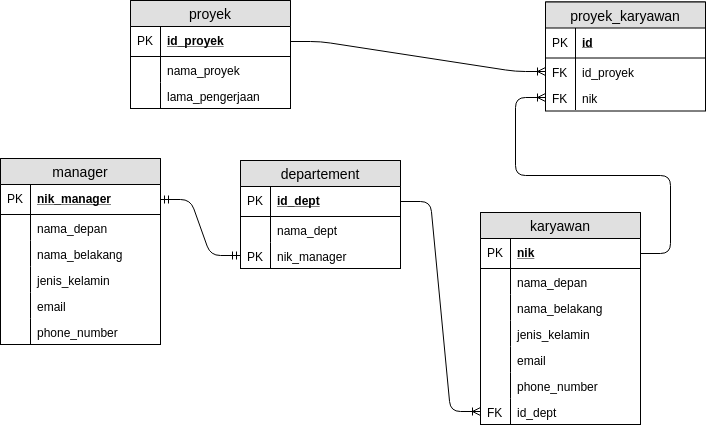 proyek
PK id_proyek
nama_proyek
lama_pengerjaan
proyek_karyawan
PK id
FK id_proyek
FK nik
manager
PK nik_manager
nama_depan
nama_belakang
jenis_kelamin
email
phone_number
departement
PK id_dept
nama_dept
PK nik_manager
karyawan
PK nik
nama_depan
nama_belakang
jenis_kelamin
email
phone_number
FK id_dept